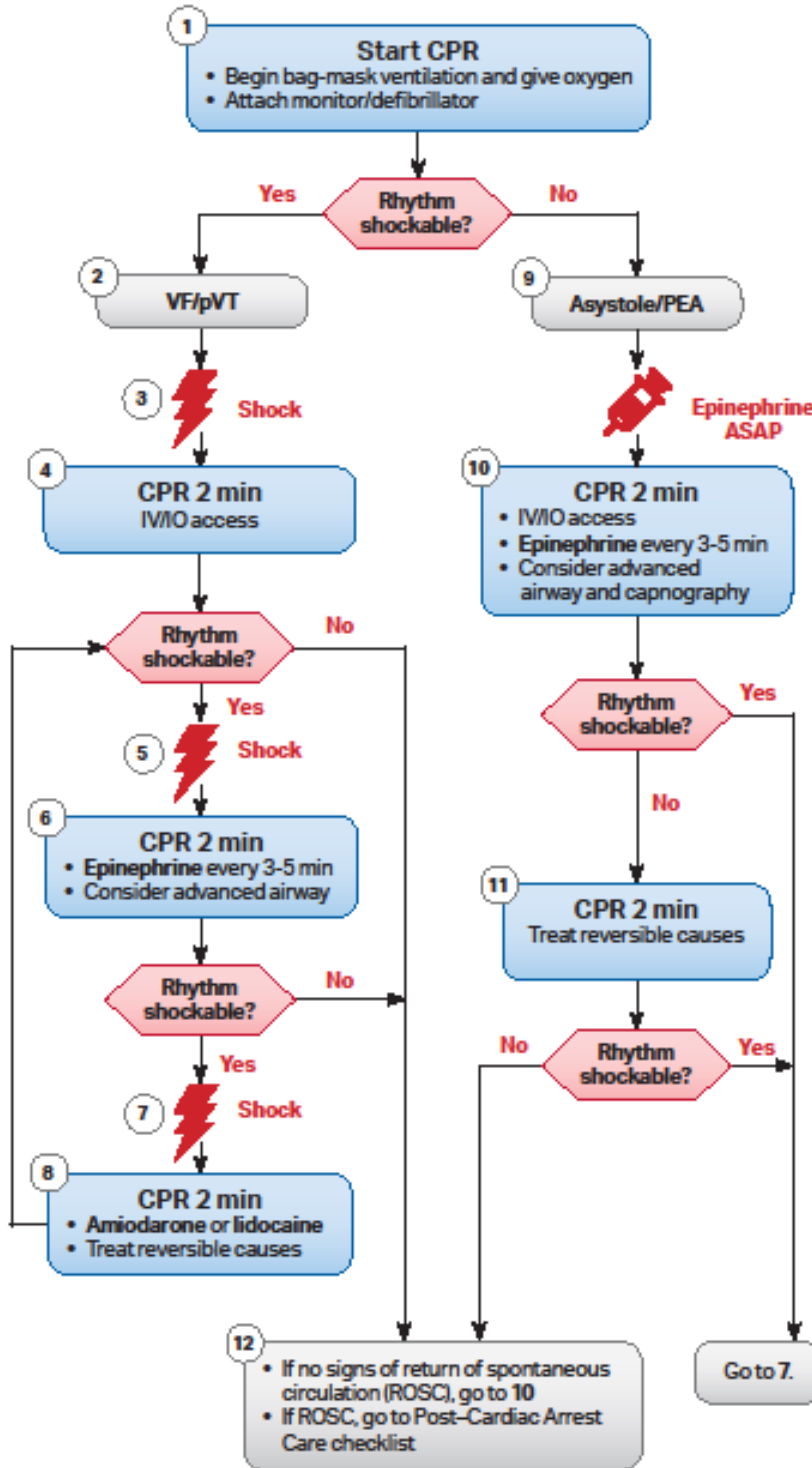 1
Start CPR
• Begin bag-mask ventilation and give oxygen
• Attach monitor/defibrillator
Yes
Rhythm
shockable?
No
2
VF/pVT
9
Asystole/PEA
3
Shock
Epinephrine
ASAP
4
CPR 2 min
IV/IO access
10
CPR 2 min
• IV/IO access
• Epinephrine every 3-5 min
• Consider advanced
airway and capnography
Rhythm
shockable?
No
Yes
Rhythm
shockable?
Yes
No
5
Shock
6
CPR 2 min
• Epinephrine every 3-5 min
• Consider advanced airway
11
CPR 2 min
Treat reversible causes
Rhythm
shockable?
No
Yes
No
Rhythm
shockable?
Yes
7
Shock
8
CPR 2 min
• Amiodarone or lidocaine
• Treat reversible causes
12
• If no signs of return of spontaneous
circulation (ROSC), go to 10
• If ROSC, go to Post–Cardiac Arrest
Care checklist
Go to 7.